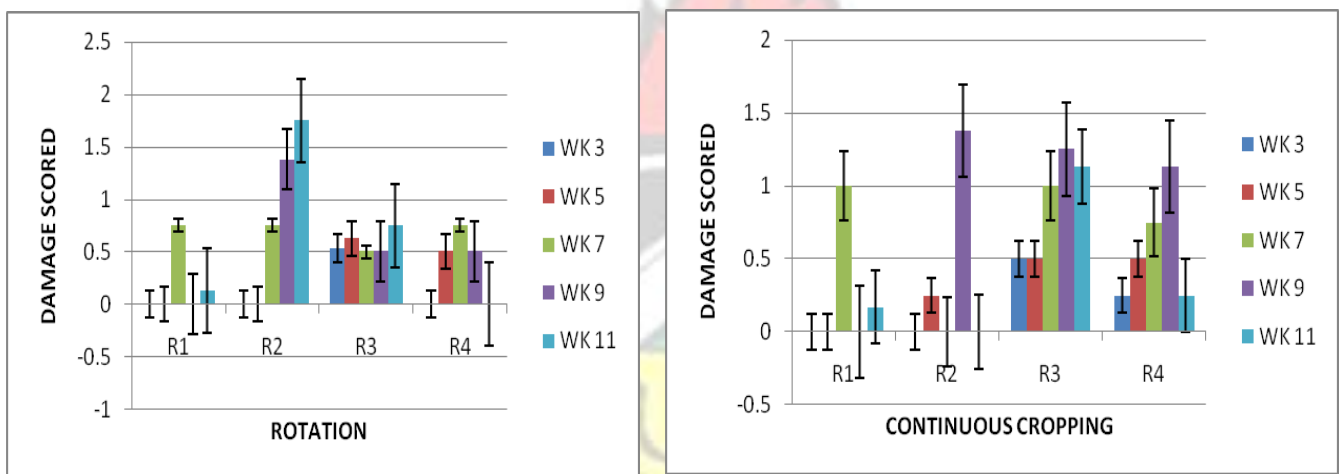 2.5
2
1.5
1
0.5
0
-0.5
-1
DAMAGE SCORED
R1 R2 R3 R4
ROTATION
WK 3
WK 5
WK 7
WK 9
WK 11
2
1.5
1
0.5
0
-0.5
DAMAGE SCORED
R1 R2 R3 R4
CONTINUOUS CROPPING
WK 3
WK 5
WK 7
WK 9
WK 11